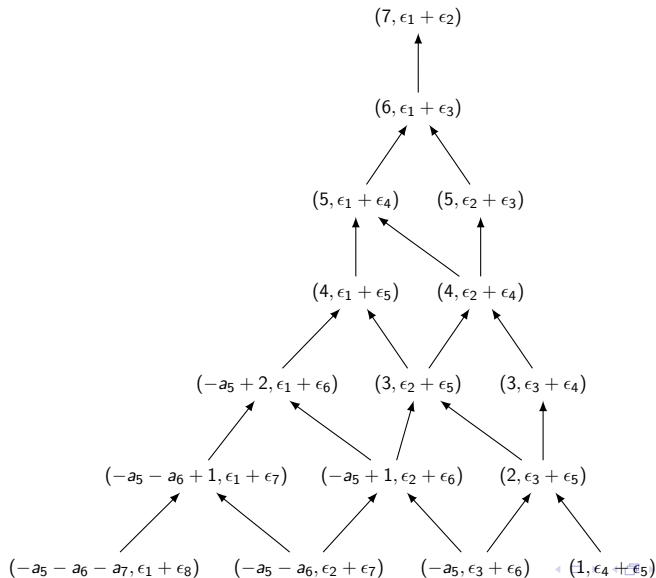 (7, ϵ₁ + ϵ₂)
(6, ϵ₁ + ϵ₃)
(5, ϵ₁ + ϵ₄) (5, ϵ₂ + ϵ₃)
(4, ϵ₁ + ϵ₅) (4, ϵ₂ + ϵ₄)
(−a₅ + 2, ϵ₁ + ϵ₆) (3, ϵ₂ + ϵ₅) (3, ϵ₃ + ϵ₄)
(−a₅ − a₆ + 1, ϵ₁ + ϵ₇) (−a₅ + 1, ϵ₂ + ϵ₆) (2, ϵ₃ + ϵ₅)
(−a₅ − a₆ − a₇, ϵ₁ + ϵ₈) (−a₅ − a₆, ϵ₂ + ϵ₇) (−a₅, ϵ₃ + ϵ₆) (1, ϵ₄ + ϵ₅)